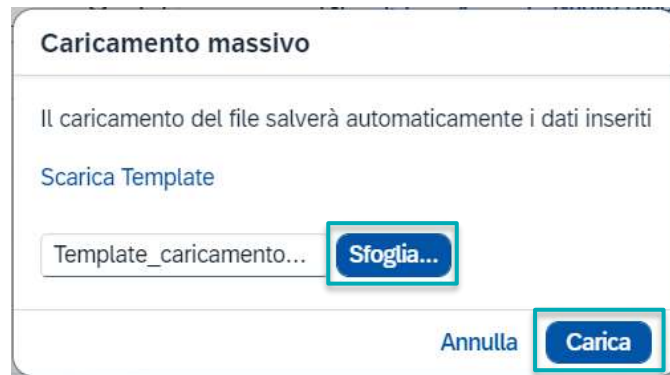 Caricamento massivo
Il caricamento del file salverà automaticamente i dati inseriti
Scarica Template
Template_caricamento... Sfoglia...
Annulla Carica